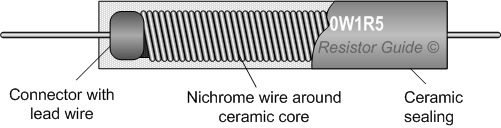 0W1R5
Resistor Guide ©
Connector with
lead wire
Nichrome wire around
ceramic core
Ceramic
sealing